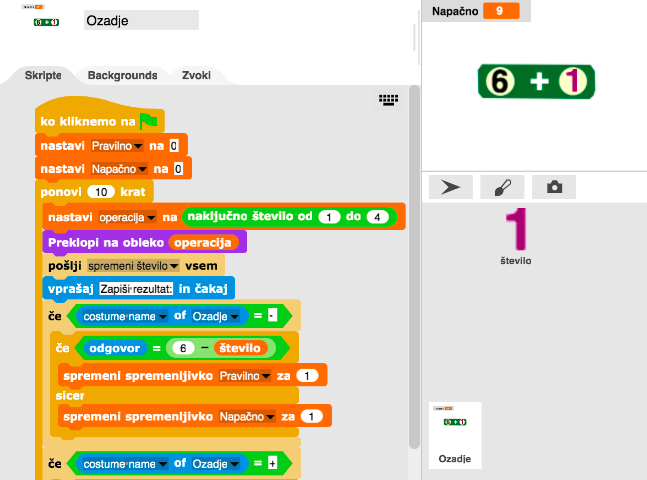 Ozadje
Skripte Backgrounds Zvoki
ko kliknemo na
nastavi Pravilno na 0
nastavi Napačno na 0
ponovi 10 krat
nastavi operacija na naključno število od 1 do 4
Preklopi na obleko operacija
pošlji spremeni število vsem
vprašaj Zapiši rezultat: in čakaj
če costume name of Ozadje = -
če odgovor = 6 − število
spremeni spremenljivko Pravilno za 1
sicer
spremeni spremenljivko Napačno za 1
če costume name of Ozadje = +
Napačno 9
6 + 1
1
število
6 + 1
Ozadje